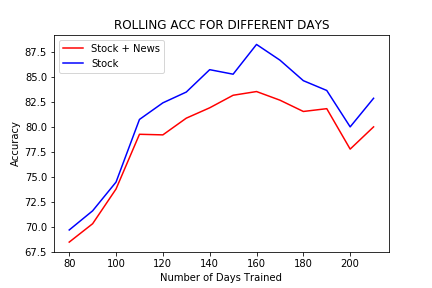 ROLLING ACC FOR DIFFERENT DAYS
Stock + News
Stock
87.5
85.0
82.5
80.0
77.5
75.0
72.5
70.0
67.5
Accuracy
80 100 120 140 160 180 200
Number of Days Trained